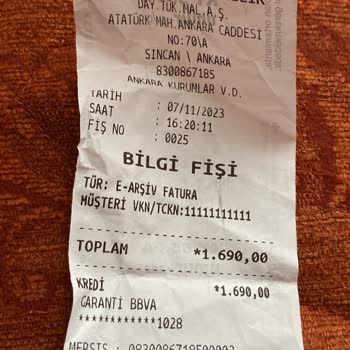 DAY.TÜK.MAL.A.Ş.
ATATÜRK MAH.ANKARA CADDESİ
NO:70\A
SİNCAN \ ANKARA
8300867185
ANKARA KURUMLAR V.D.
TARİH : 07/11/2023
SAAT : 16:20:11
FİŞ NO : 0025
BİLGİ FİŞİ
TÜR: E-ARŞİV FATURA
MÜŞTERİ VKN/TCKN:11111111111
TOPLAM *1.690,00
KREDİ *1.690,00
GARANTİ BBVA
************1028
MERSİS : 0830086718500002